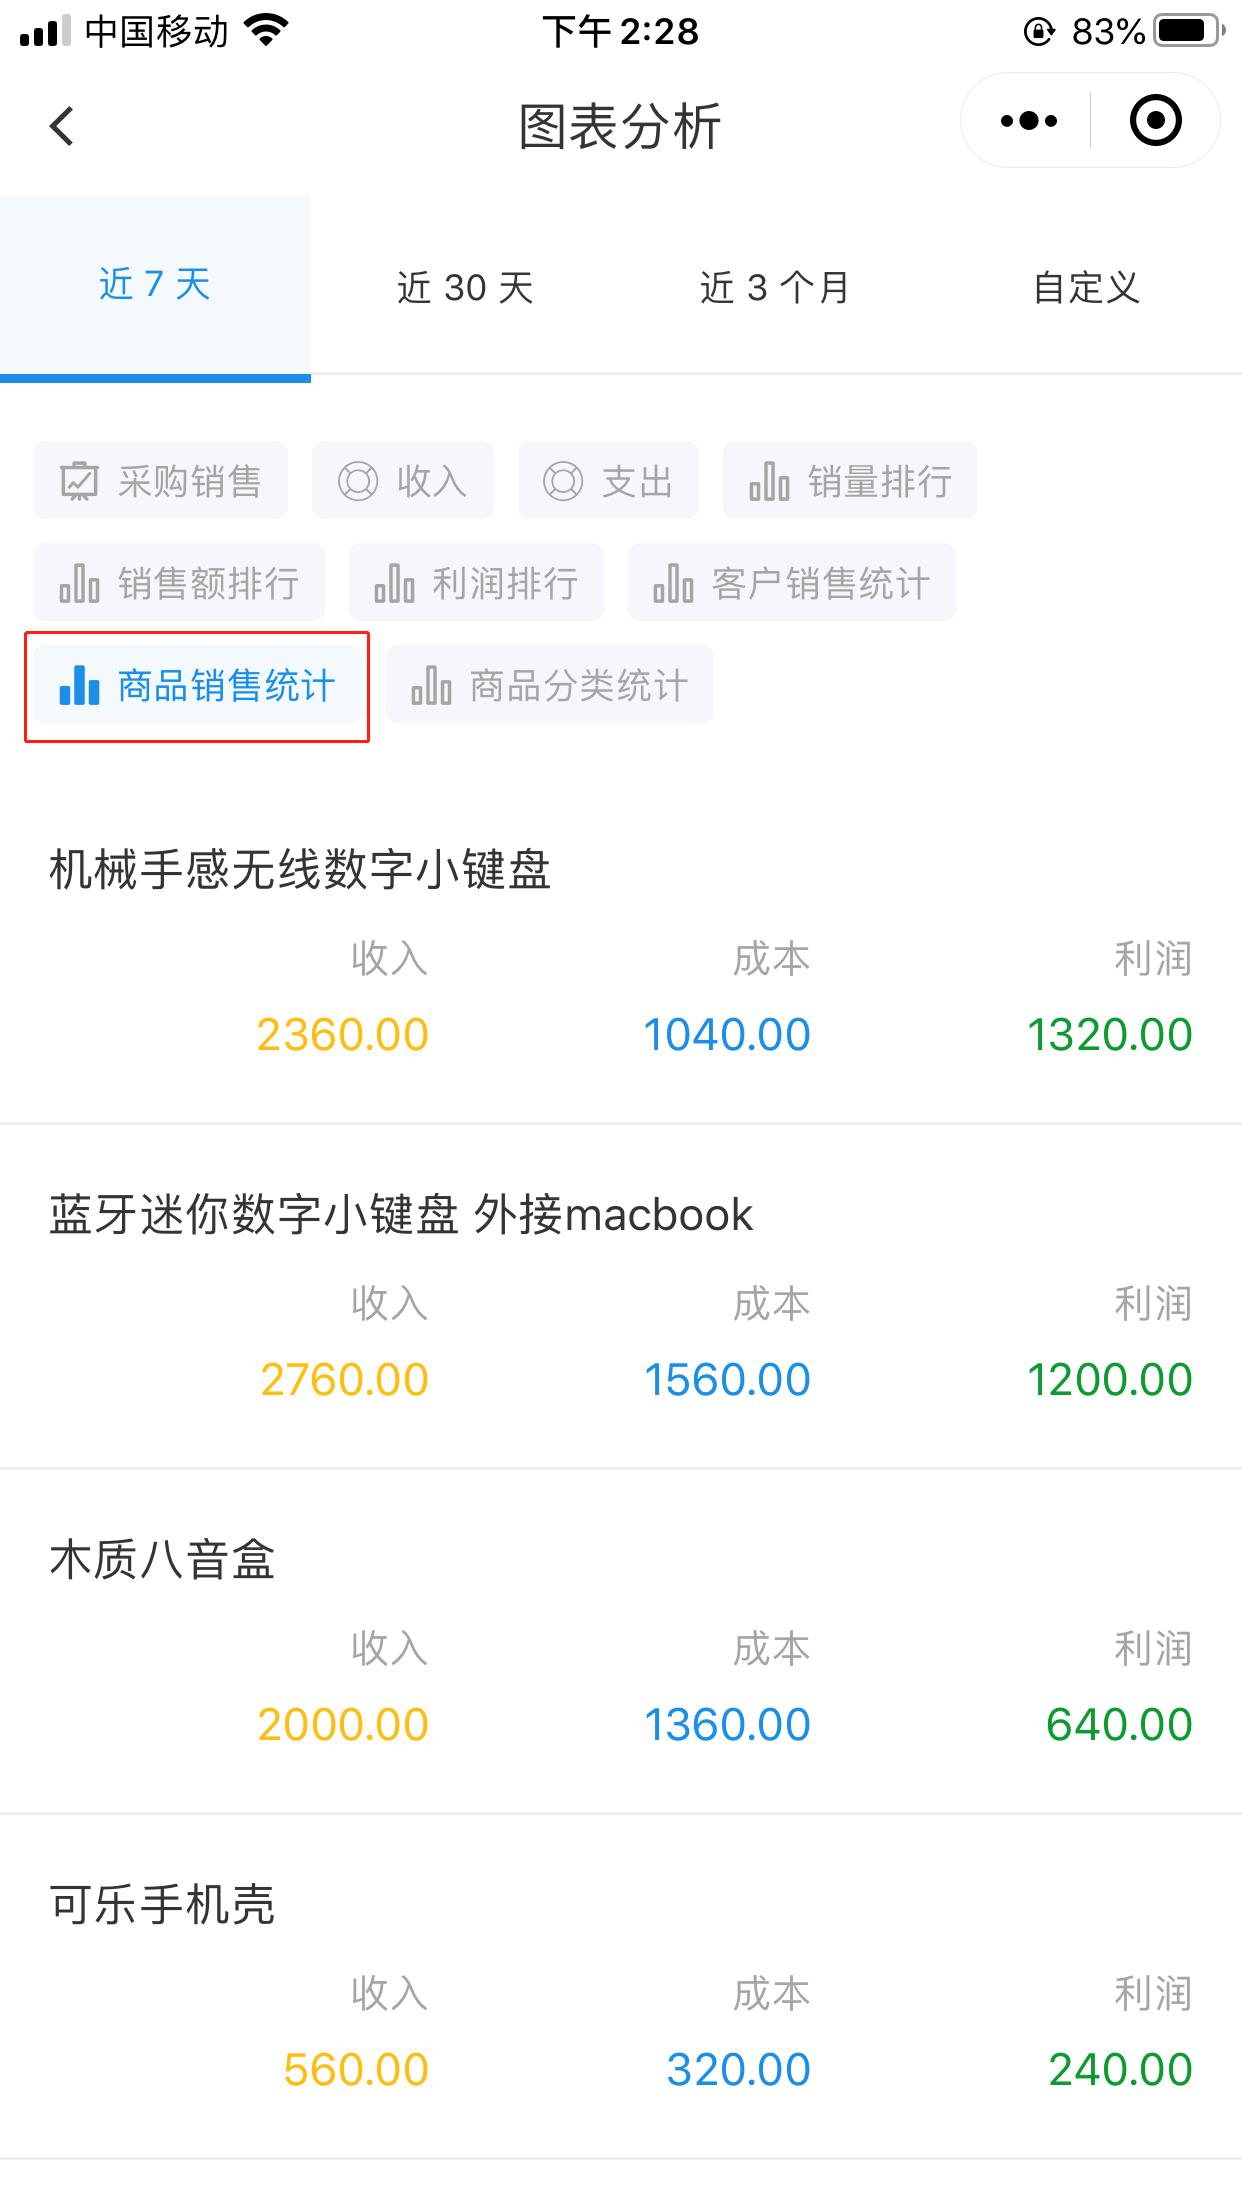 中国移动 下午 2:28 83%
图表分析
近 7 天 近 30 天 近 3 个月 自定义
采购销售 收入 支出 销量排行
销售额排行 利润排行 客户销售统计
商品销售统计 商品分类统计
机械手感无线数字小键盘
收入 成本 利润
2360.00 1040.00 1320.00
蓝牙迷你数字小键盘 外接macbook
收入 成本 利润
2760.00 1560.00 1200.00
木质八音盒
收入 成本 利润
2000.00 1360.00 640.00
可乐手机壳
收入 成本 利润
560.00 320.00 240.00